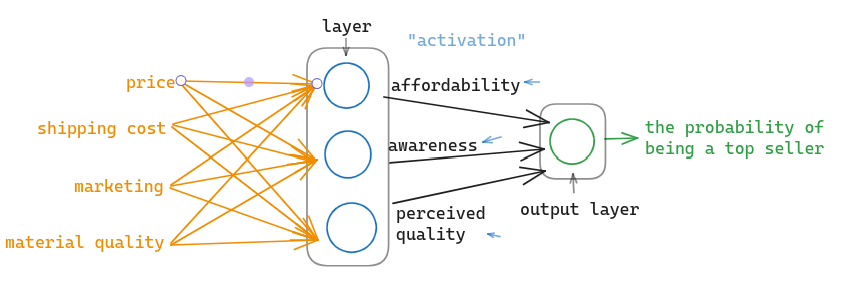 layer
"activation"
price
affordability
shipping cost
the probability of
being a top seller
awareness
marketing
perceived
quality
output layer
material quality